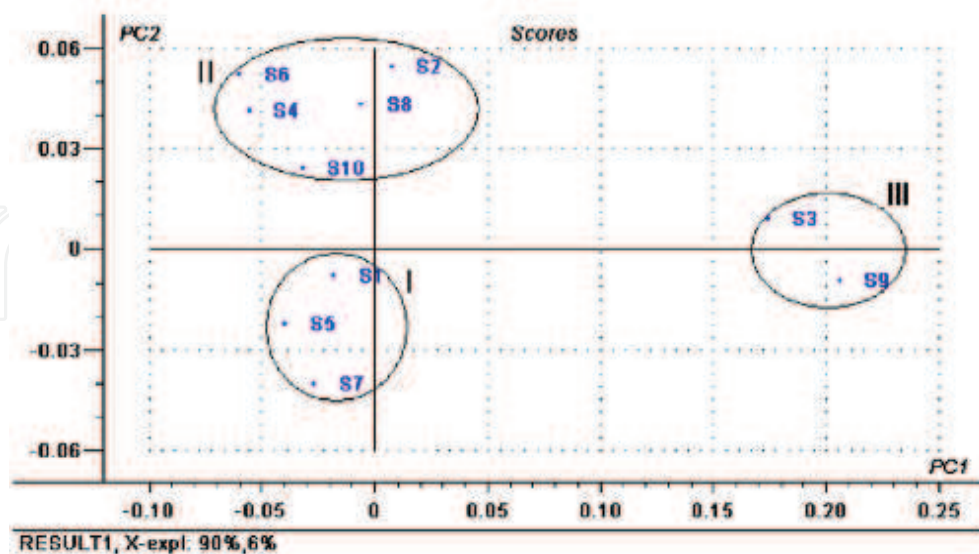 PC2 Scores
0.06
II S6 S2
S4 S8
0.03
S10
III
S3
0
S1 I
S9
S5
-0.03
S7
-0.06
PC1
-0.10 -0.05 0 0.05 0.10 0.15 0.20 0.25
RESULT1, X-expl: 90%,6%